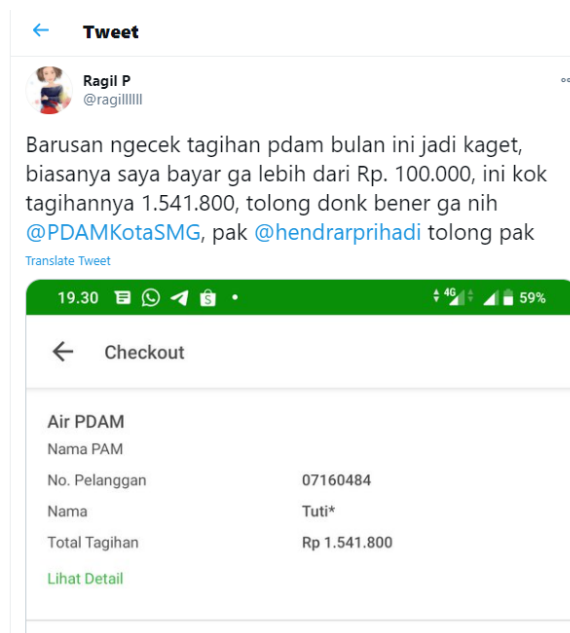 Tweet
Ragil P
@ragillllll
Barusan ngecek tagihan pdam bulan ini jadi kaget,
biasanya saya bayar ga lebih dari Rp. 100.000, ini kok
tagihannya 1.541.800, tolong donk bener ga nih
@PDAMKotaSMG, pak @hendrarprihadi tolong pak
Translate Tweet
19.30 4G 59%
Checkout
Air PDAM
Nama PAM
No. Pelanggan 07160484
Nama Tuti*
Total Tagihan Rp 1.541.800
Lihat Detail